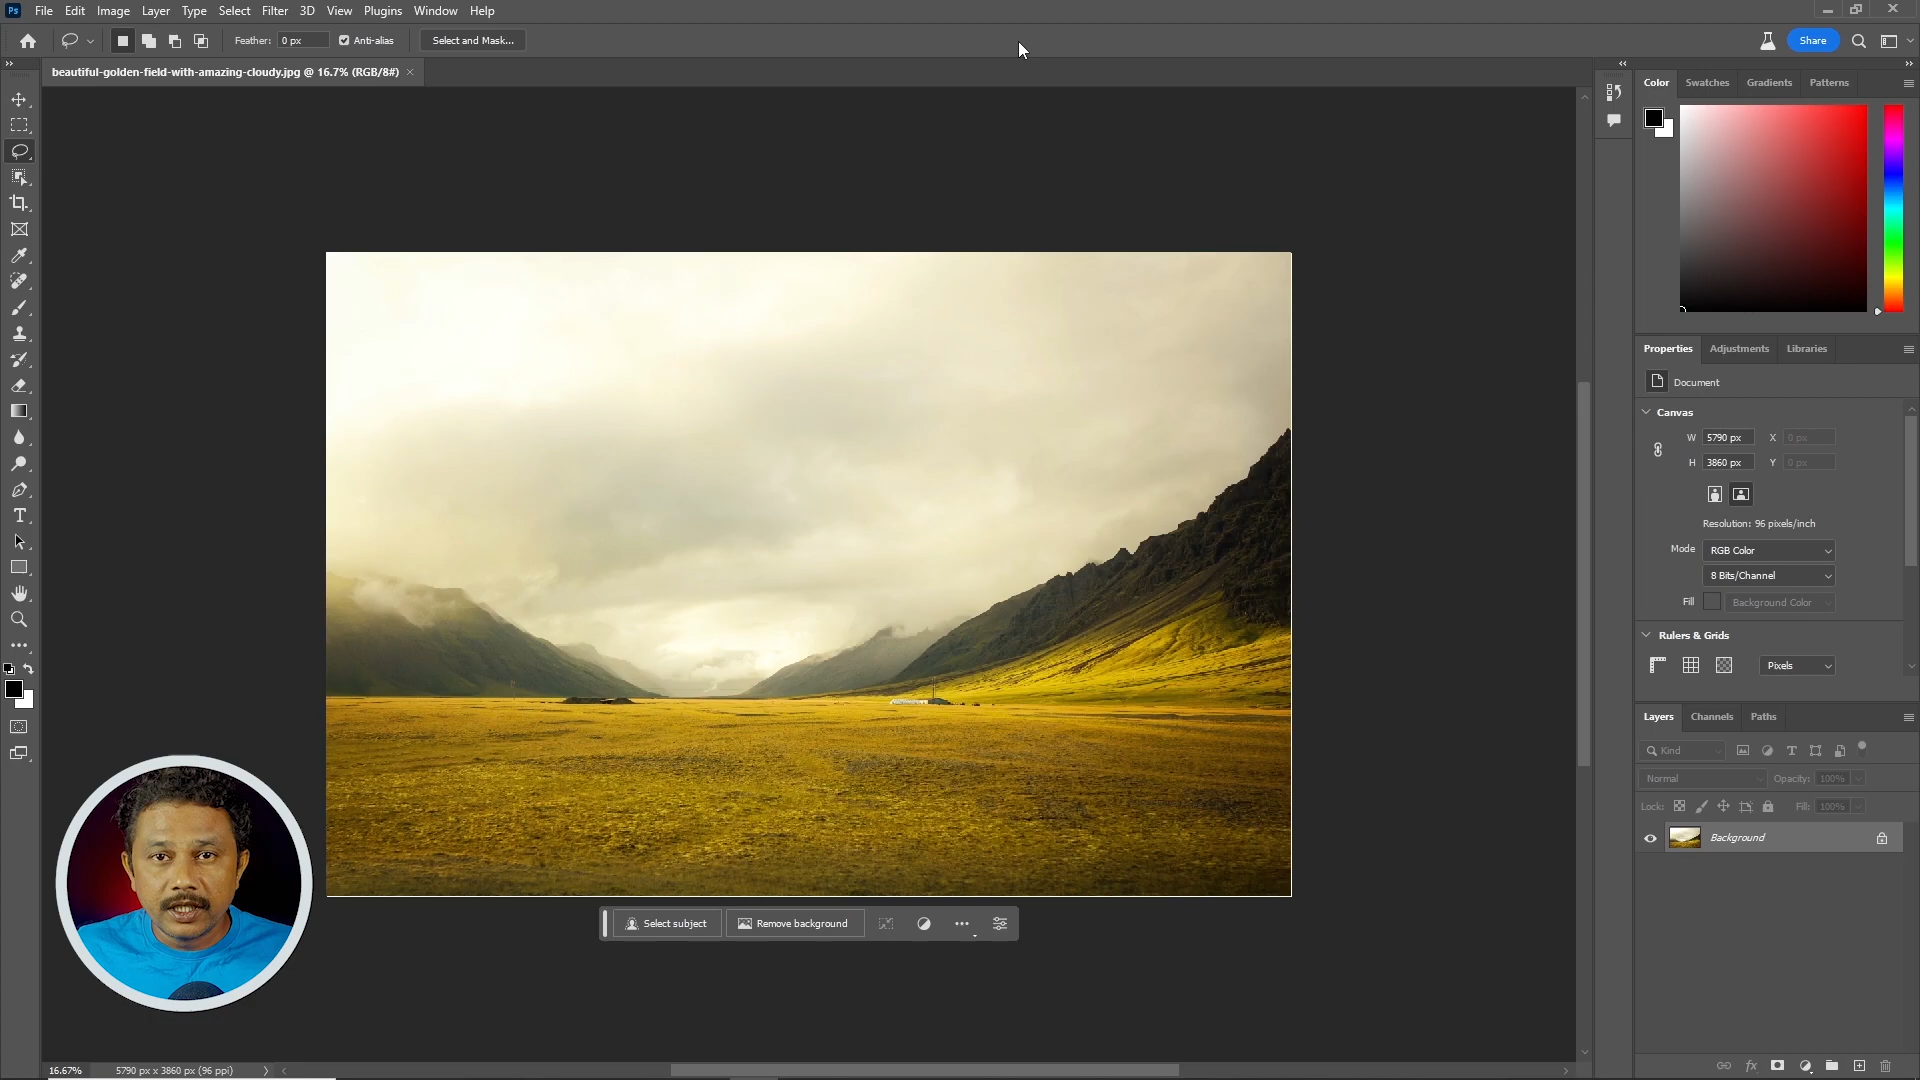 Ps File Edit Image Layer Type Select Filter 3D View Plugins Window Help
Feather: 0 px Anti-alias Select and Mask... Share
beautiful-golden-field-with-amazing-cloudy.jpg @ 16.7% (RGB/8#) ×
Color Swatches Gradients Patterns
Properties Adjustments Libraries
Document
Canvas
W 5790 px X 0 px
H 3860 px Y 0 px
Resolution: 96 pixels/inch
Mode RGB Color
8 Bits/Channel
Fill Background Color
Rulers & Grids
Pixels
Layers Channels Paths
Kind
Normal Opacity: 100%
Lock: Fill: 100%
Background
Select subject Remove background
16.67% 5790 px x 3860 px (96 ppi)